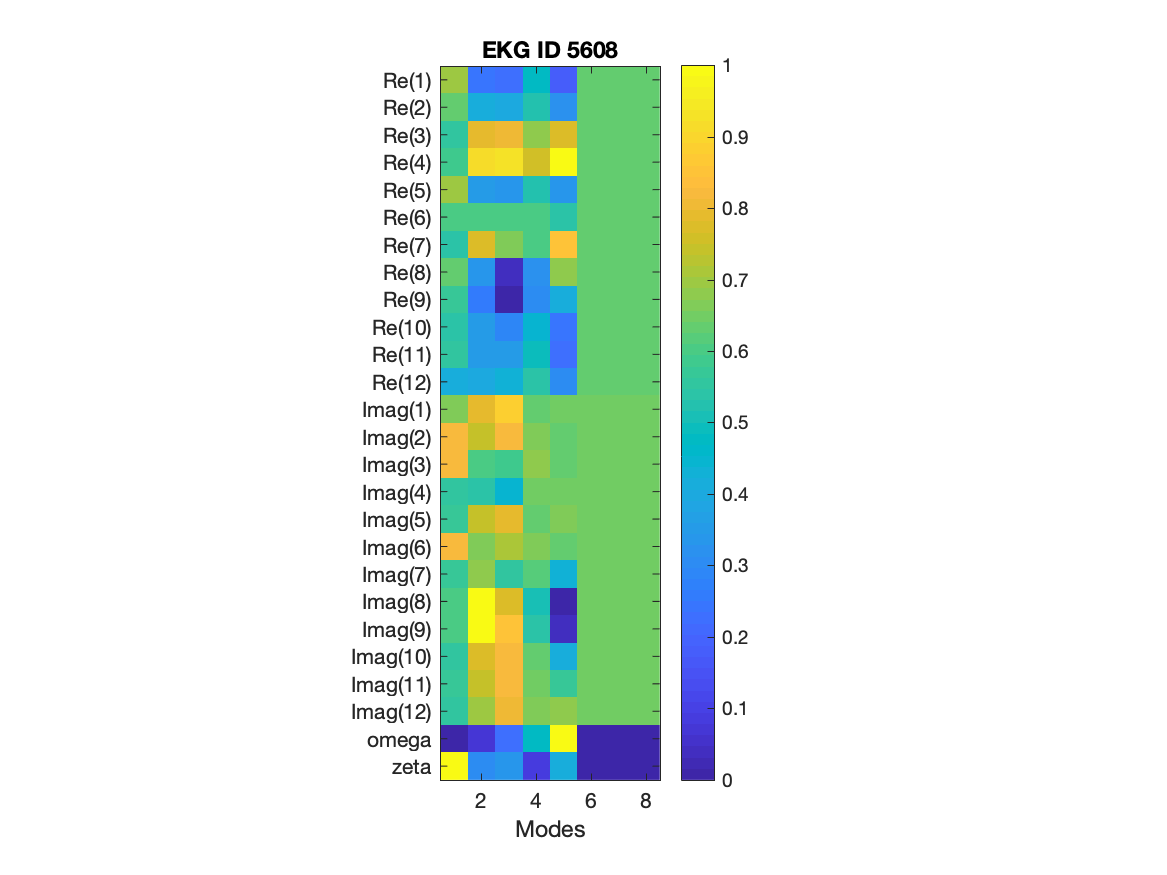 EKG ID 5608
Re(1)
Re(2)
Re(3)
Re(4)
Re(5)
Re(6)
Re(7)
Re(8)
Re(9)
Re(10)
Re(11)
Re(12)
Imag(1)
Imag(2)
Imag(3)
Imag(4)
Imag(5)
Imag(6)
Imag(7)
Imag(8)
Imag(9)
Imag(10)
Imag(11)
Imag(12)
omega
zeta
2 4 6 8
Modes
1
0.9
0.8
0.7
0.6
0.5
0.4
0.3
0.2
0.1
0